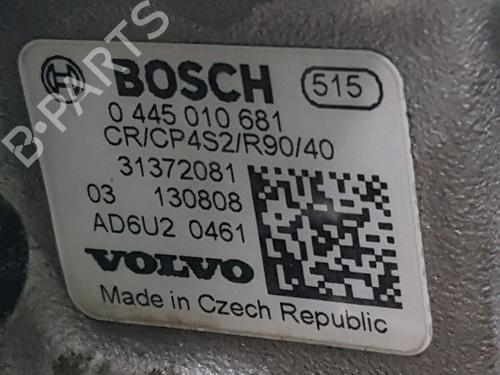 B-PARTS
BOSCH 515
0 445 010 681
CR/CP4S2/R90/40
31372081
03 130808
AD6U2 0461
VOLVO
Made in Czech Republic